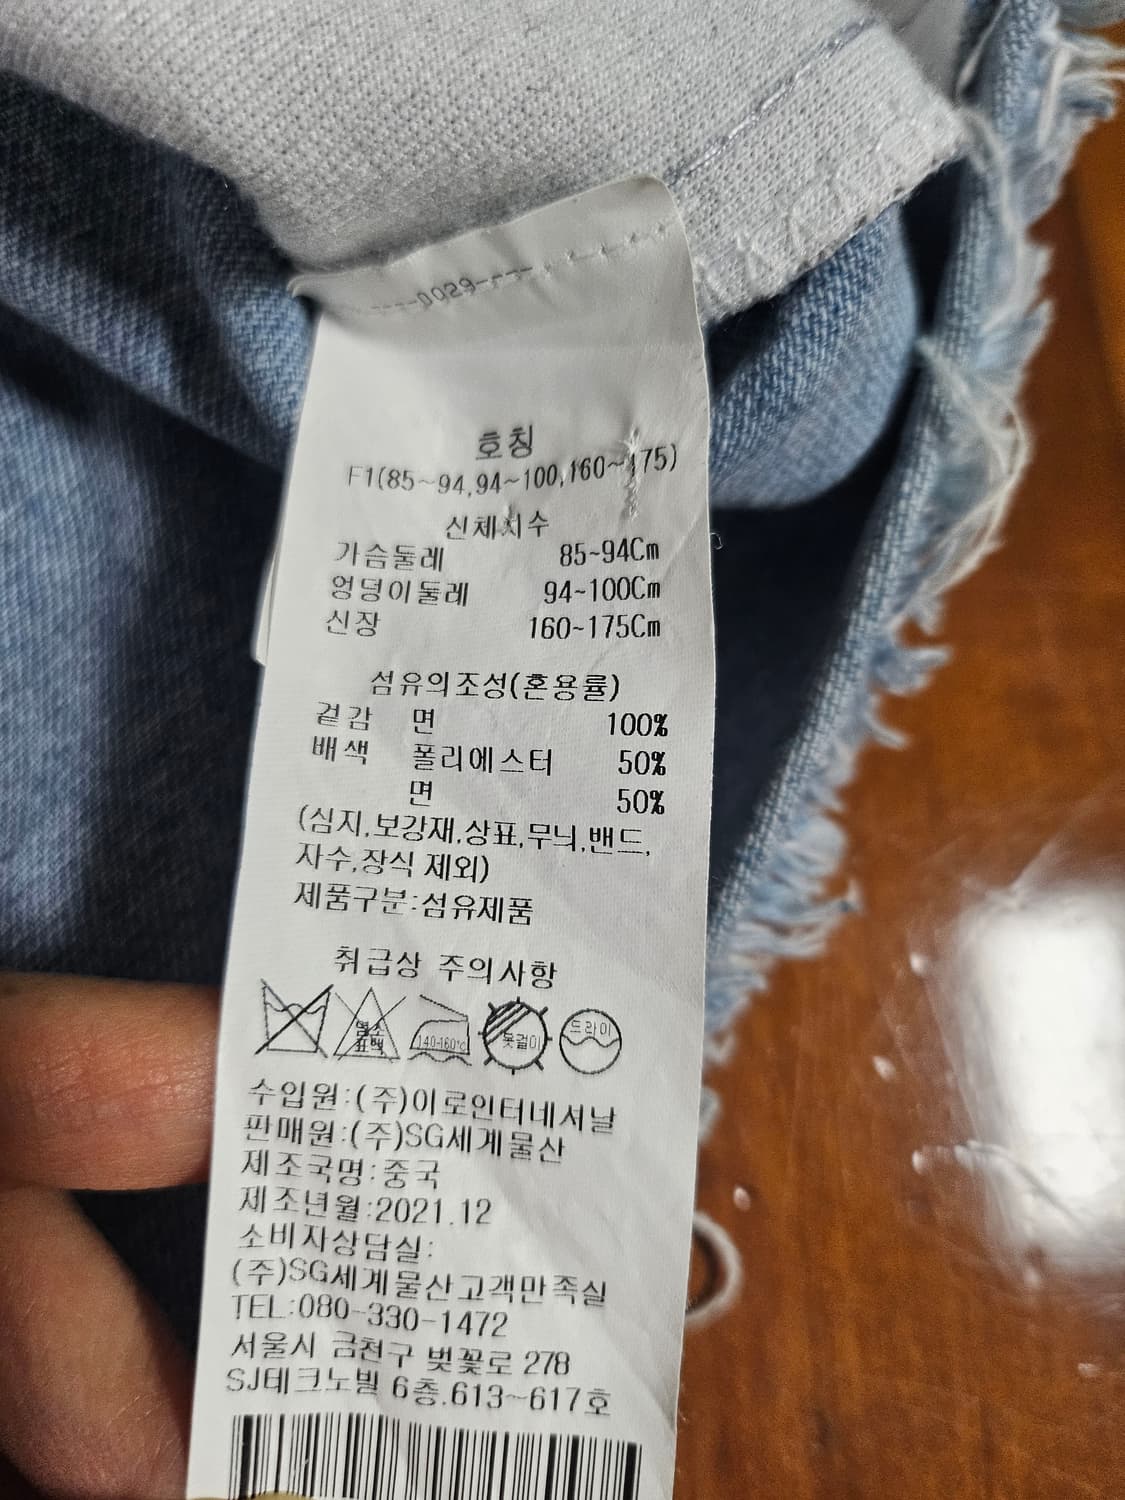 0029
호칭
F1(85~94,94~100,160~175)
신체치수
가슴둘레 85~94Cm
엉덩이둘레 94~100Cm
신장 160~175Cm
섬유의조성(혼용률)
겉감 면 100%
배색 폴리에스터 50%
면 50%
(심지,보강재,상표,무늬,밴드,
자수,장식 제외)
제품구분:섬유제품
취급상 주의사항
염소
표백
140-160℃
옷걸이
드라이
수입원:(주)이로인터네셔날
판매원:(주)SG세계물산
제조국명:중국
제조년월:2021.12
소비자상담실:
(주)SG세계물산고객만족실
TEL:080-330-1472
서울시 금천구 벚꽃로 278
SJ테크노빌 6층.613~617호